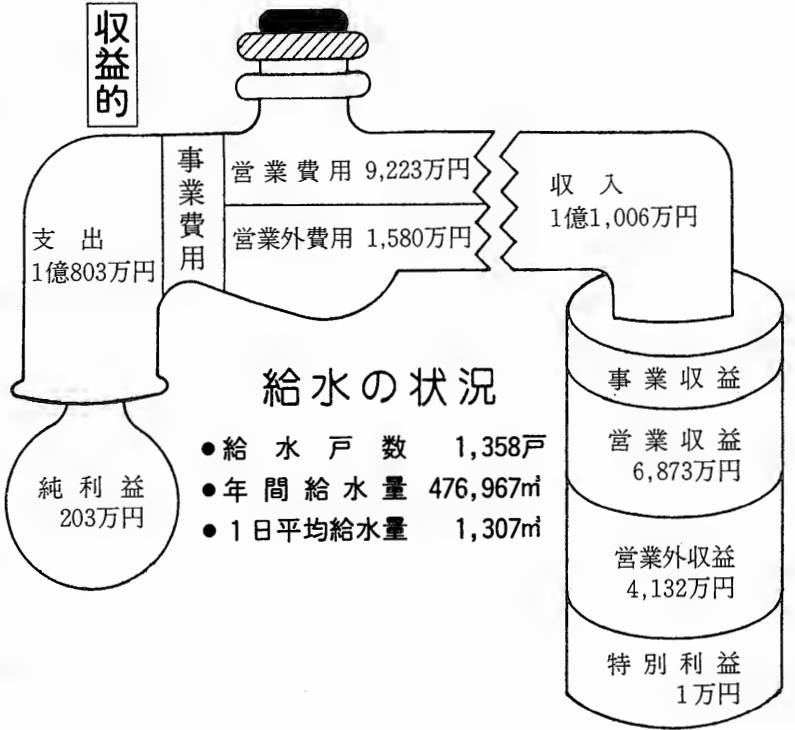 収益的
事業費用
営業費用 9,223万円
営業外費用 1,580万円
支出
1億803万円
収入
1億1,006万円
純利益
203万円
給水の状況
●給水戸数 1,358戸
●年間給水量 476,967㎥
●1日平均給水量 1,307㎥
事業収益
営業収益
6,873万円
営業外収益
4,132万円
特別利益
1万円